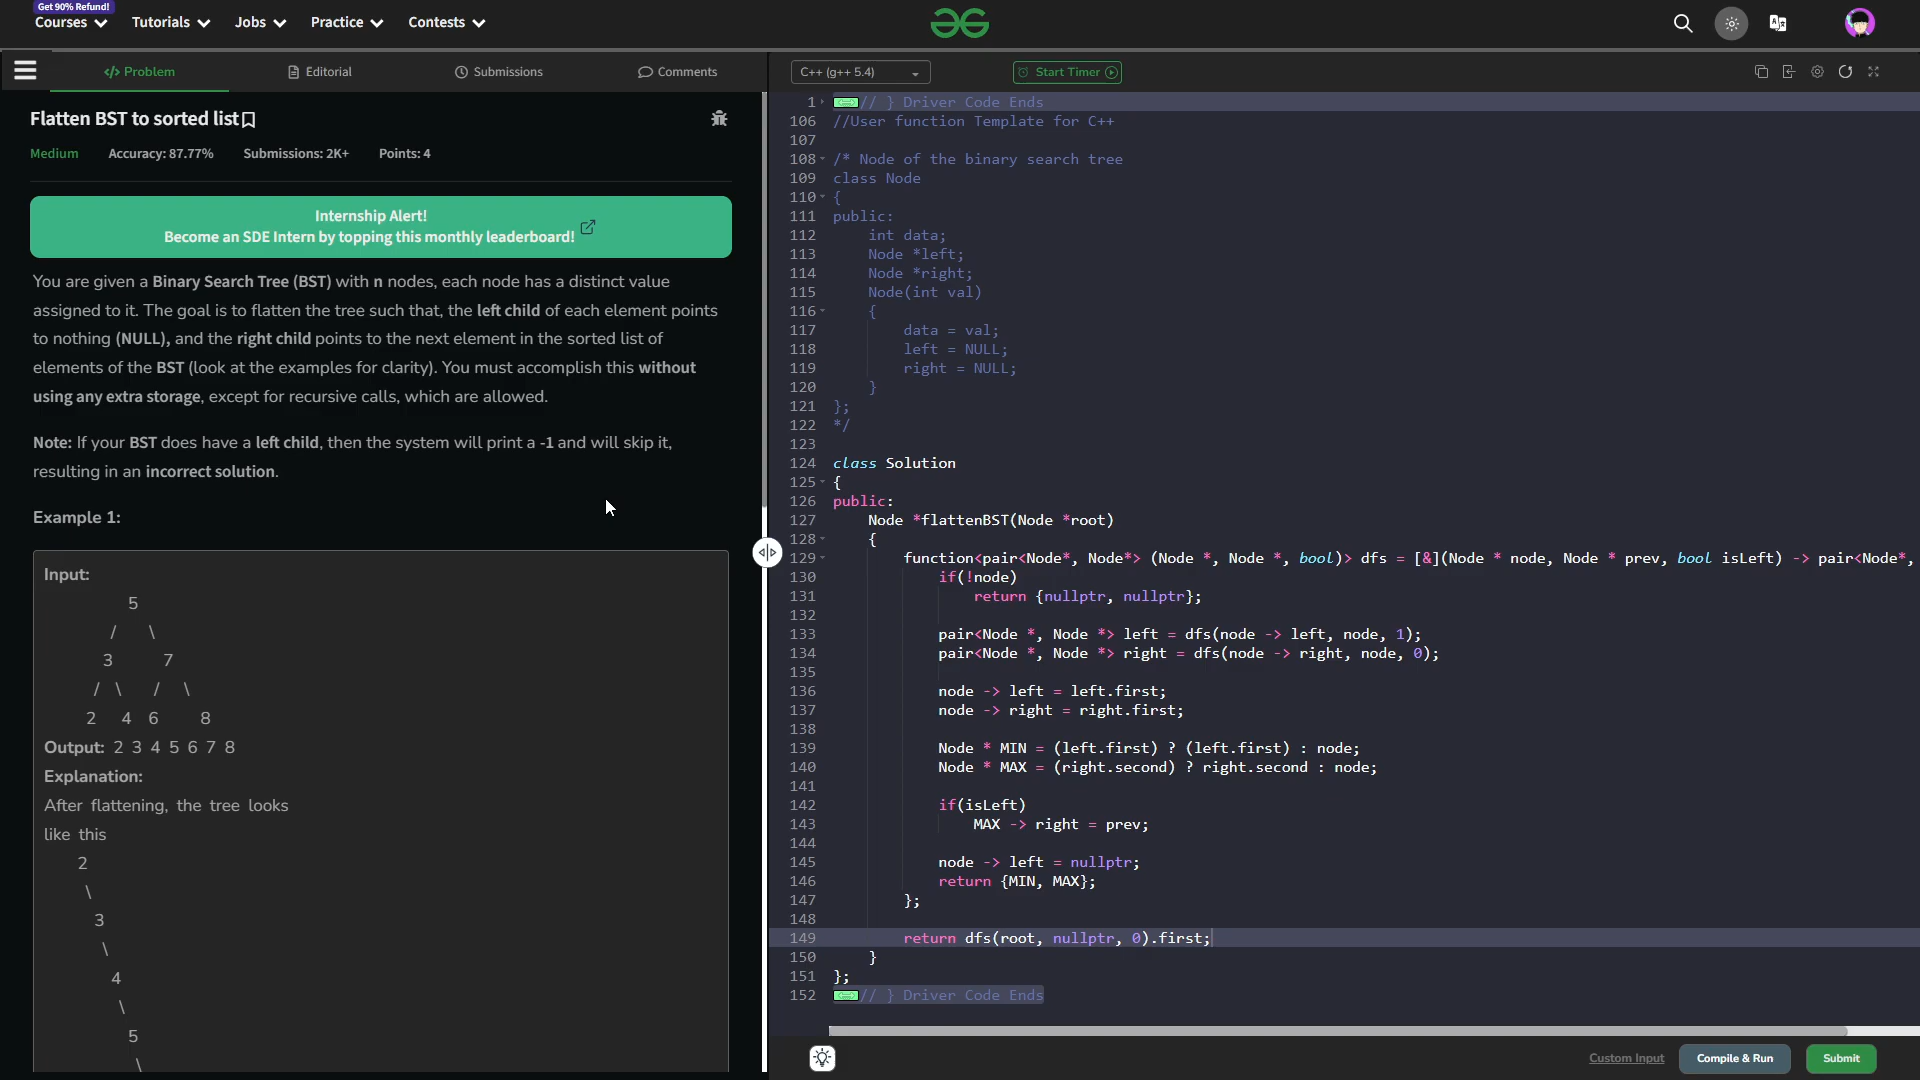 Get 90% Refund!
Courses
Tutorials
Jobs
Practice
Contests
Problem
Editorial
Submissions
Comments
Flatten BST to sorted list
Medium
Accuracy: 87.77%
Submissions: 2K+
Points: 4
Internship Alert!
Become an SDE Intern by topping this monthly leaderboard!
You are given a Binary Search Tree (BST) with n nodes, each node has a distinct value
assigned to it. The goal is to flatten the tree such that, the left child of each element points
to nothing (NULL), and the right child points to the next element in the sorted list of
elements of the BST (look at the examples for clarity). You must accomplish this without
using any extra storage, except for recursive calls, which are allowed.
Note: If your BST does have a left child, then the system will print a -1 and will skip it,
resulting in an incorrect solution.
Example 1:
Input:
5
/ \
3 7
/ \ / \
2 4 6 8
Output: 2 3 4 5 6 7 8
Explanation:
After flattening, the tree looks
like this
2
\
3
\
4
\
5
\
C++ (g++ 5.4)
Start Timer
1 // } Driver Code Ends
106 //User function Template for C++
107
108 /* Node of the binary search tree
109 class Node
110 {
111 public:
112 int data;
113 Node *left;
114 Node *right;
115 Node(int val)
116 {
117 data = val;
118 left = NULL;
119 right = NULL;
120 }
121 };
122 */
123
124 class Solution
125 {
126 public:
127 Node *flattenBST(Node *root)
128 {
129 function<pair<Node*, Node*> (Node *, Node *, bool)> dfs = [&](Node * node, Node * prev, bool isLeft) -> pair<Node*,
130 if(!node)
131 return {nullptr, nullptr};
132
133 pair<Node *, Node *> left = dfs(node -> left, node, 1);
134 pair<Node *, Node *> right = dfs(node -> right, node, 0);
135
136 node -> left = left.first;
137 node -> right = right.first;
138
139 Node * MIN = (left.first) ? (left.first) : node;
140 Node * MAX = (right.second) ? right.second : node;
141
142 if(isLeft)
143 MAX -> right = prev;
144
145 node -> left = nullptr;
146 return {MIN, MAX};
147 };
148
149 return dfs(root, nullptr, 0).first;
150 }
151 };
152 // } Driver Code Ends
Custom Input
Compile & Run
Submit